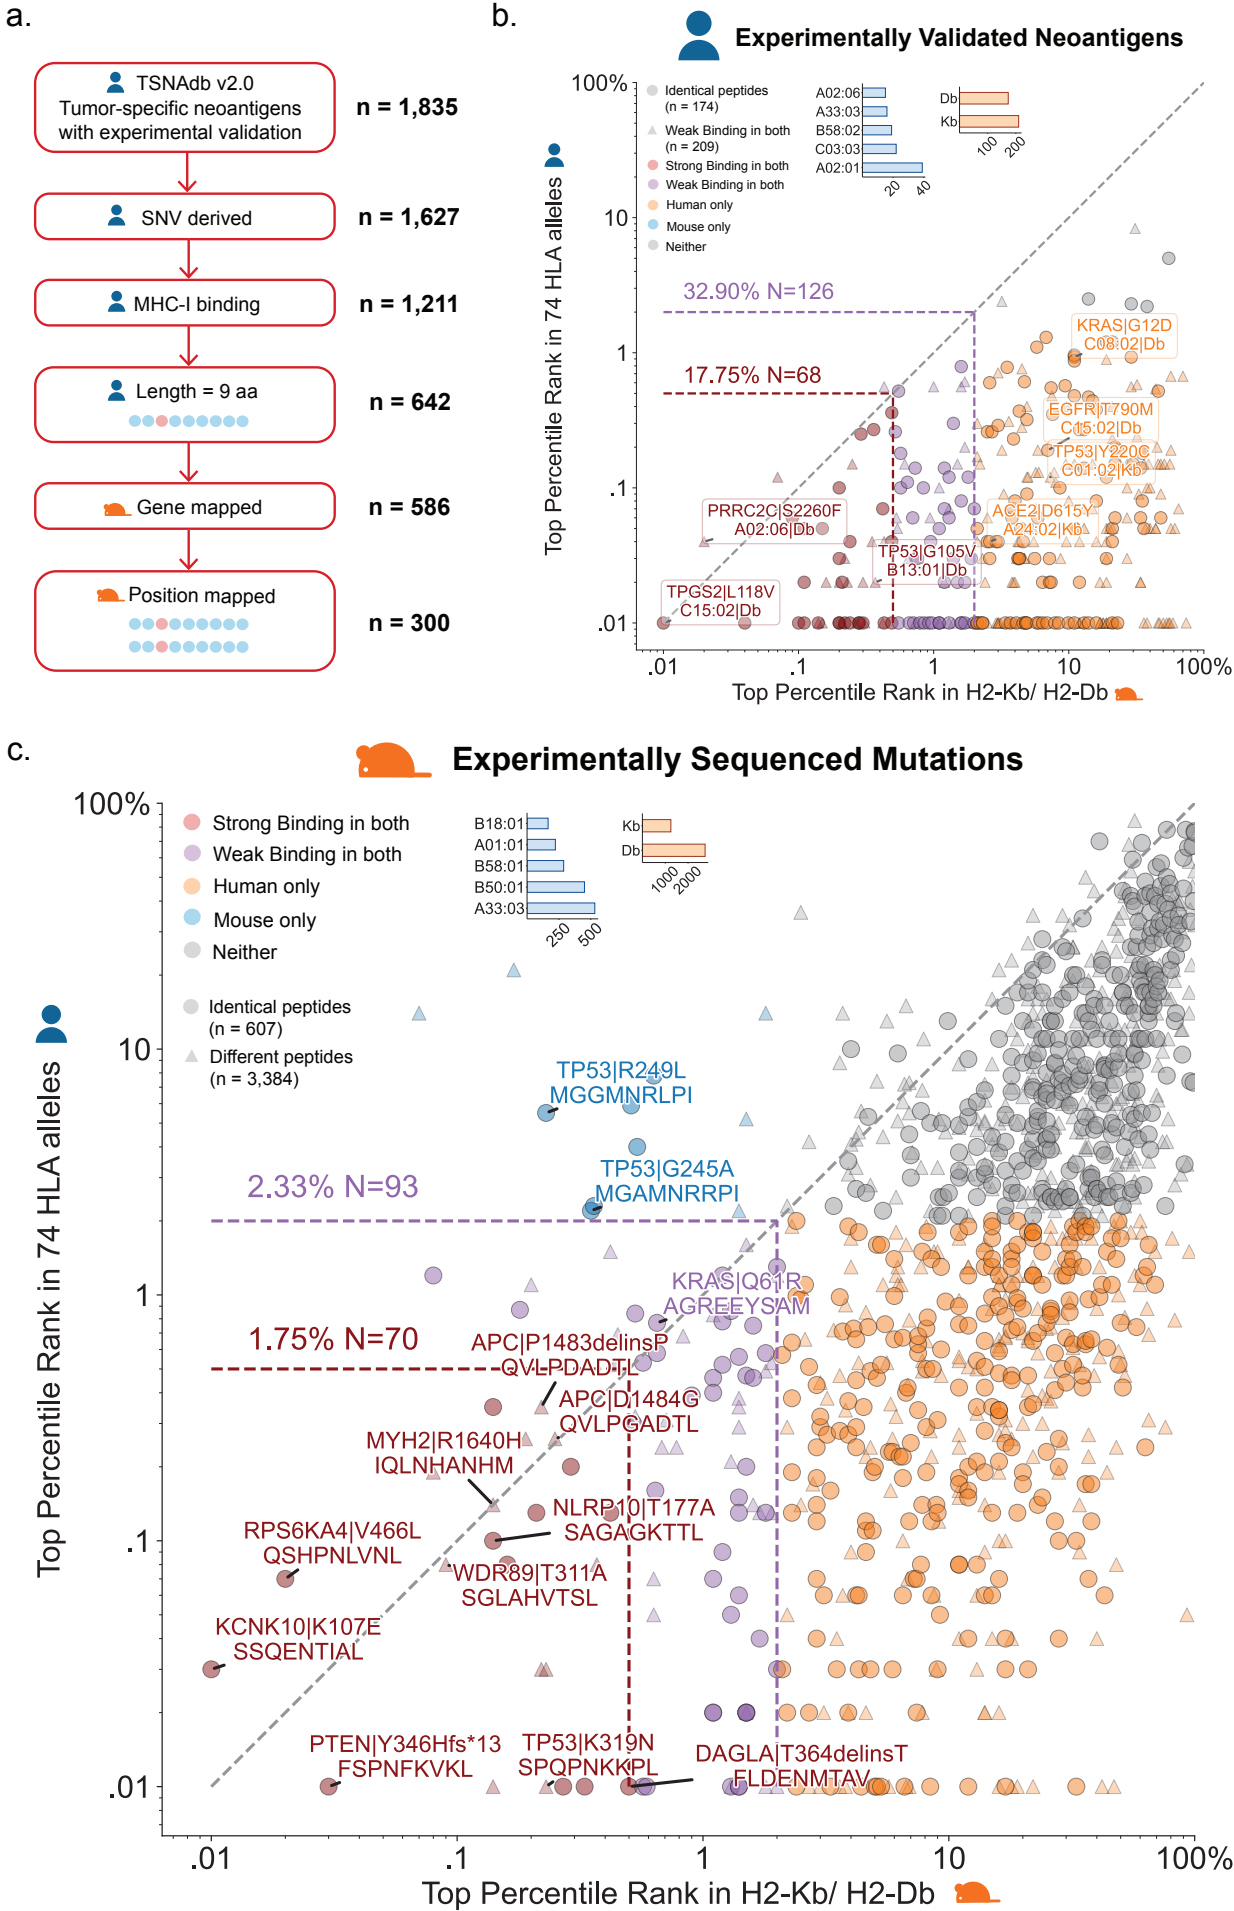 a.
TSNAdb v2.0
Tumor-specific neoantigens
with experimental validation
n = 1,835
SNV derived
n = 1,627
MHC-I binding
n = 1,211
Length = 9 aa
n = 642
Gene mapped
n = 586
Position mapped
n = 300
b.
Experimentally Validated Neoantigens
Top Percentile Rank in 74 HLA alleles
100%
10
1
.1
.01
Identical peptides
(n = 174)
Weak Binding in both
(n = 209)
Strong Binding in both
Weak Binding in both
Human only
Mouse only
Neither
A02:06
A33:03
B58:02
C03:03
A02:01
20
40
Db
Kb
100
200
32.90% N=126
17.75% N=68
KRAS|G12D
C08:02|Db
EGFR|T790M
C15:02|Db
TP53|Y220C
C01:02|Kb
PRRC2C|S2260F
A02:06|Db
ACE2|D615Y
A24:02|Kb
TP53|G105V
B13:01|Db
TPGS2|L118V
C15:02|Db
.01
.1
1
10
100%
Top Percentile Rank in H2-Kb/ H2-Db
c.
Experimentally Sequenced Mutations
Top Percentile Rank in 74 HLA alleles
100%
10
1
.1
.01
Strong Binding in both
Weak Binding in both
Human only
Mouse only
Neither
Identical peptides
(n = 607)
Different peptides
(n = 3,384)
B18:01
A01:01
B58:01
B50:01
A33:03
250
500
Kb
Db
1000
2000
TP53|R249L
MGGMNRLPI
TP53|G245A
MGAMNRRPI
2.33% N=93
KRAS|Q61R
AGREEYSAM
1.75% N=70
APC|P1483delinsP
QVLPDADTL
APC|D1484G
QVLPGADTL
MYH2|R1640H
IQLNHANHM
NLRP10|T177A
SAGAGKTTL
RPS6KA4|V466L
QSHPNLVNL
WDR89|T311A
SGLAHVTSL
KCNK10|K107E
SSQENTIAL
PTEN|Y346Hfs*13
FSPNFKVKL
TP53|K319N
SPQPNKKPL
DAGLA|T364delinsT
FLDENMTAV
.01
.1
1
10
100%
Top Percentile Rank in H2-Kb/ H2-Db